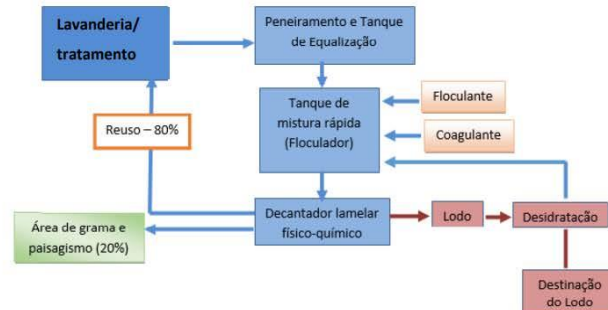 Lavanderia/
tratamento
Peneiramento e Tanque
de Equalização
Tanque de
mistura rápida
(Floculador)
Floculante
Coagulante
Reuso – 80%
Decantador lamelar
físico-químico
Lodo
Desidratação
Área de grama e
paisagismo (20%)
Destinação
do Lodo